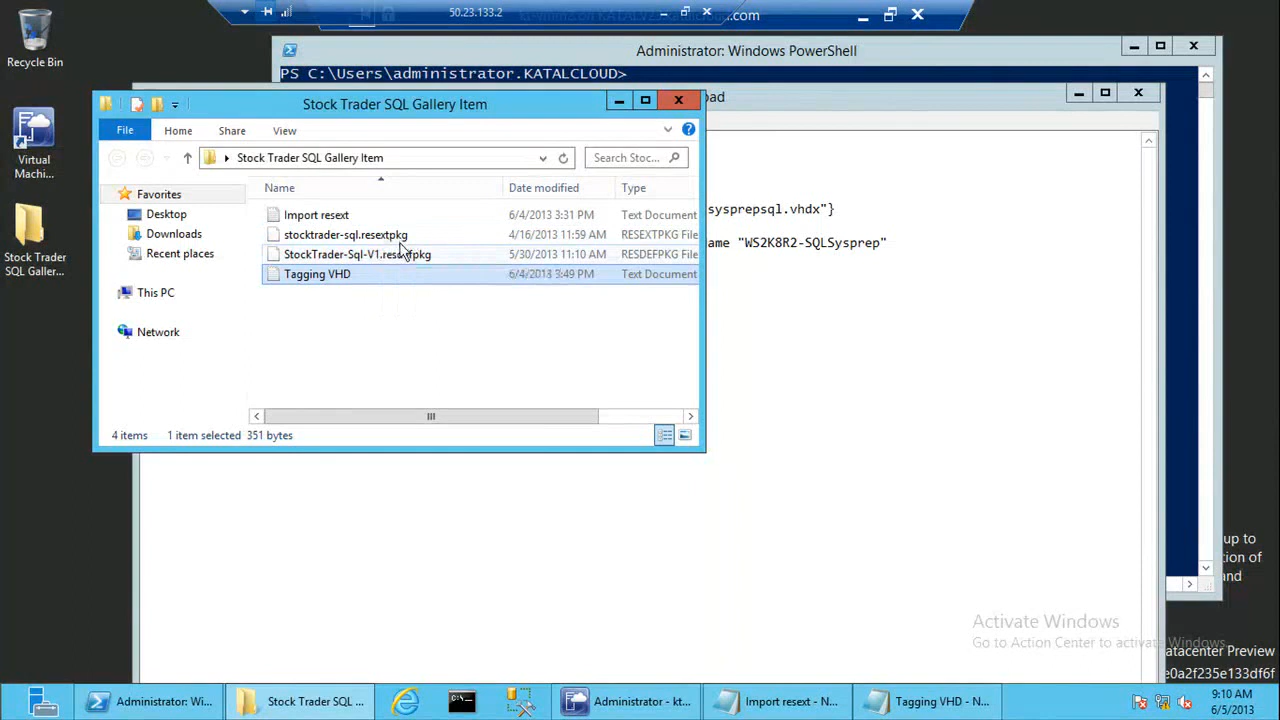 50.23.133.2
.com
Recycle Bin
Administrator: Windows PowerShell
PS C:\Users\administrator.KATALCLOUD>
Stock Trader SQL Gallery Item
ad
File
Home
Share
View
Virtual
Machi...
Stock Trader SQL Gallery Item
Search Stoc...
Favorites
Name
Date modified
Type
Desktop
Import resext
6/4/2013 3:31 PM
Text Document
sysprepsql.vhdx"}
Downloads
stocktrader-sql.resextpkg
4/16/2013 11:59 AM
RESEXTPKG File
ame "WS2K8R2-SQLSysprep"
Recent places
5/30/2013 11:10 AM
RESDEFPKG File
Stock Trader
SQL Galler...
Tagging VHD
6/4/2013 3:49 PM
Text Document
This PC
Network
4 items
1 item selected
351 bytes
up to
tion of
and
Activate Windows
Go to Action Center to activate Windows.
atacenter Preview
e0a2f235e133df6f
Administrator: Wi...
Stock Trader SQL ...
Administrator - kt...
Import resext - N...
Tagging VHD - N...
9:10 AM
6/5/2013